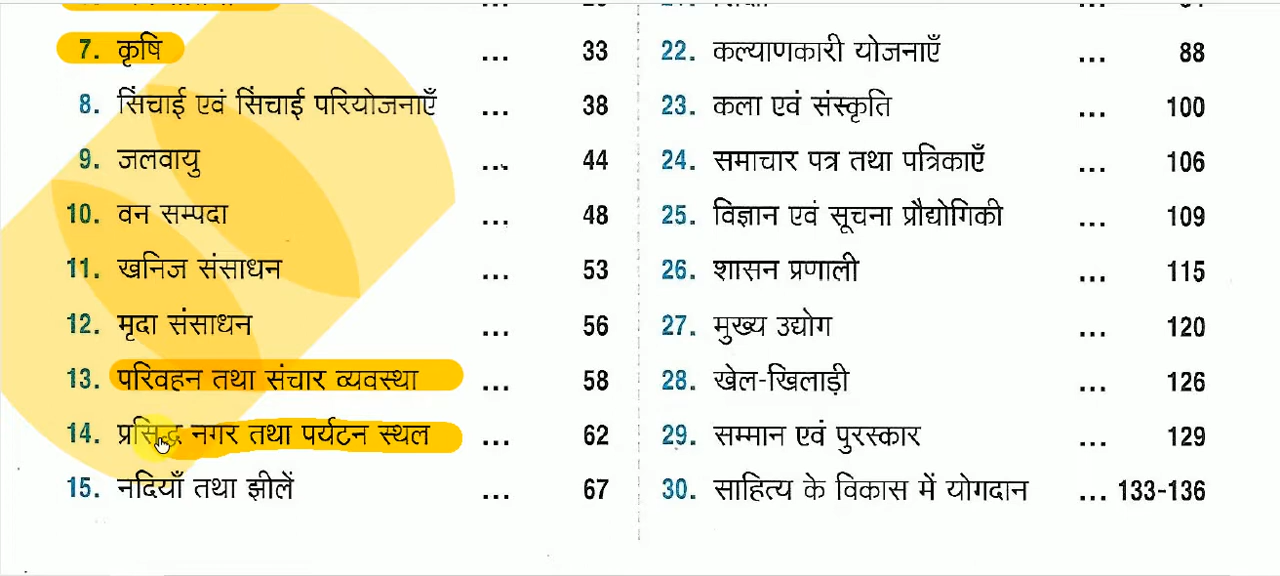 7. कृषि ... 33
8. सिंचाई एवं सिंचाई परियोजनाएँ ... 38
9. जलवायु ... 44
10. वन सम्पदा ... 48
11. खनिज संसाधन ... 53
12. मृदा संसाधन ... 56
13. परिवहन तथा संचार व्यवस्था ... 58
14. प्रसिद्ध नगर तथा पर्यटन स्थल ... 62
15. नदियाँ तथा झीलें ... 67
22. कल्याणकारी योजनाएँ ... 88
23. कला एवं संस्कृति ... 100
24. समाचार पत्र तथा पत्रिकाएँ ... 106
25. विज्ञान एवं सूचना प्रौद्योगिकी ... 109
26. शासन प्रणाली ... 115
27. मुख्य उद्योग ... 120
28. खेल-खिलाड़ी ... 126
29. सम्मान एवं पुरस्कार ... 129
30. साहित्य के विकास में योगदान ... 133-136